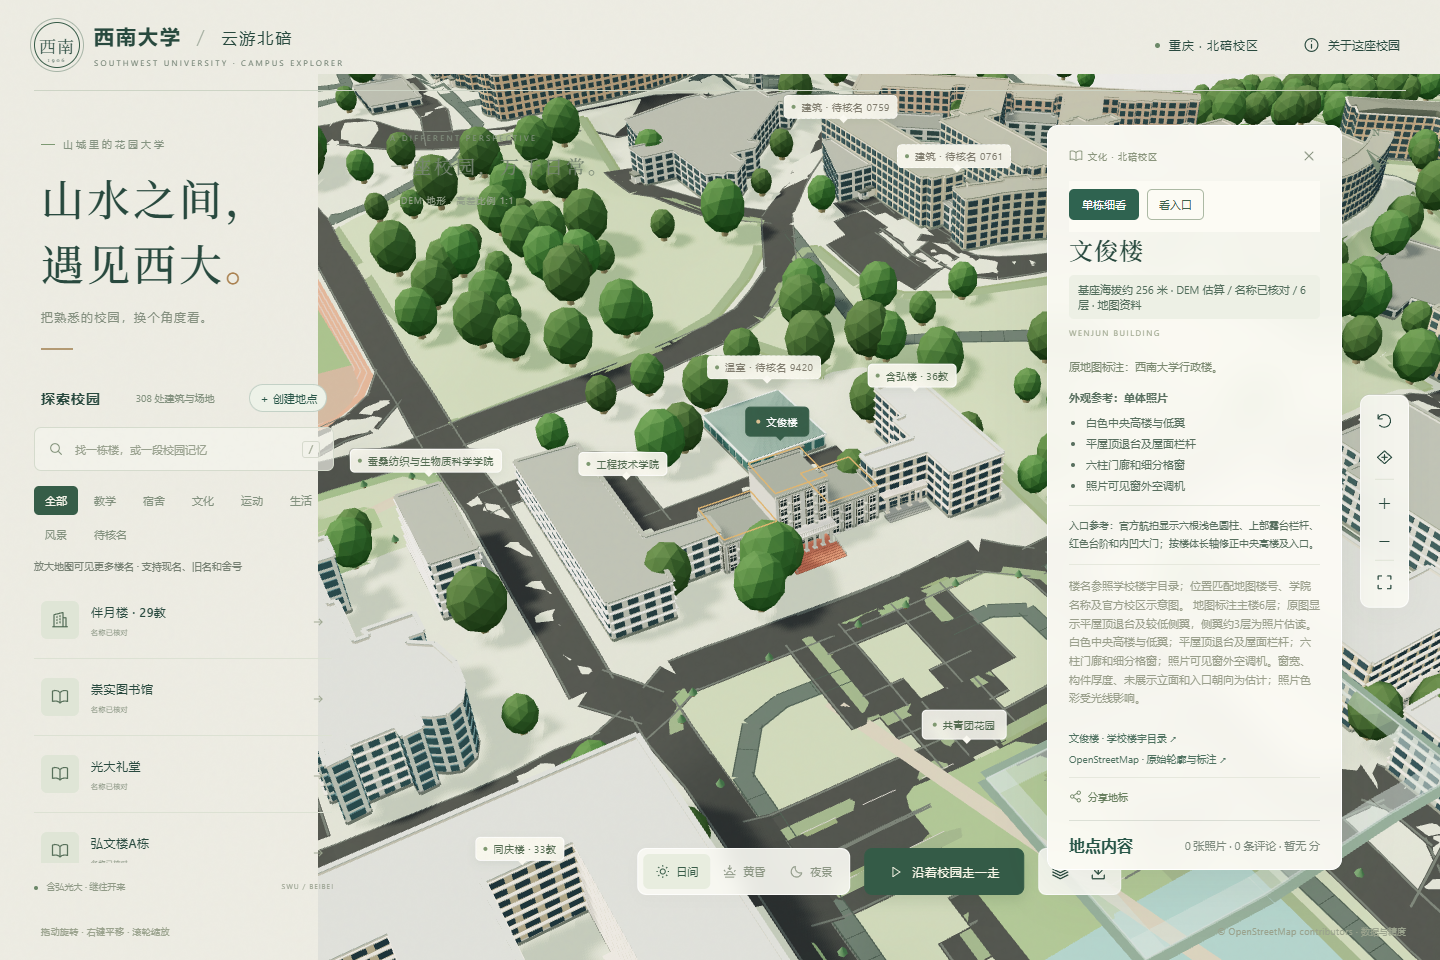 西南
1906
西南大学 / 云游北碚
SOUTHWEST UNIVERSITY · CAMPUS EXPLORER
重庆 · 北碚校区
关于这座校园
山城里的花园大学
山水之间，
遇见西大。
把熟悉的校园，换个角度看。
探索校园
308 处建筑与场地
+ 创建地点
找一栋楼，或一段校园记忆
/
全部
教学
宿舍
文化
运动
生活
风景
待核名
放大地图可见更多楼名 · 支持现名、旧名和舍号
伴月楼 · 29教
名称已核对
崇实图书馆
名称已核对
光大礼堂
名称已核对
弘文楼A栋
含弘光大 · 继往开来
SWU / BEIBEI
拖动旋转 · 右键平移 · 滚轮缩放
DIFFERENT PERSPECTIVE
DEM 地形
1:1
建筑 · 待核名 0759
建筑 · 待核名 0761
温室 · 待核名 9420
含弘楼 · 36教
文俊楼
蚕桑纺织与生物质科学学院
工程技术学院
共青团花园
同庆楼 · 33教
日间
黄昏
夜景
沿着校园走一走
文化 · 北碚校区
单栋细看
看入口
文俊楼
基座海拔约 256 米 · DEM 估算 / 名称已核对 / 6
层 · 地图资料
WENJUN BUILDING
原地图标注：西南大学行政楼。
外观参考：单体照片
白色中央高楼与低翼
平屋顶退台及屋面栏杆
六柱门廊和细分格窗
照片可见窗外空调机
入口参考：官方航拍显示六根浅色圆柱、上部露台栏杆、
红色台阶和内凹大门；按楼体长轴修正中央高楼及入口。
楼名参照学校楼宇目录；位置匹配地图楼号、学院
名称及官方校区示意图。 地图标注主楼6层；原图显
示平屋顶退台及较低侧翼，侧翼约3层为照片估读。
白色中央高楼与低翼；平屋顶退台及屋面栏杆；六
柱门廊和细分格窗；照片可见窗外空调机。窗宽、
构件厚度、未展示立面和入口朝向为估计；照片色
彩受光线影响。
文俊楼 · 学校楼宇目录 ↗
OpenStreetMap · 原始轮廓与标注 ↗
分享地标
地点内容
0 张照片 · 0 条评论 · 暂无分
© OpenStreetMap contributors · 数据与精度